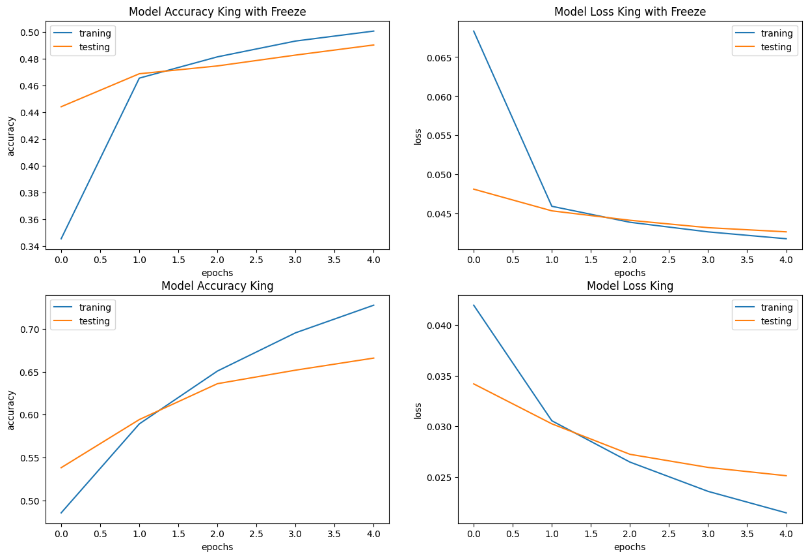 Model Accuracy King with Freeze
traning
testing
accuracy
0.50
0.48
0.46
0.44
0.42
0.40
0.38
0.36
0.34
0.0 0.5 1.0 1.5 2.0 2.5 3.0 3.5 4.0
epochs
Model Loss King with Freeze
traning
testing
loss
0.065
0.060
0.055
0.050
0.045
0.0 0.5 1.0 1.5 2.0 2.5 3.0 3.5 4.0
epochs
Model Accuracy King
traning
testing
accuracy
0.70
0.65
0.60
0.55
0.50
0.0 0.5 1.0 1.5 2.0 2.5 3.0 3.5 4.0
epochs
Model Loss King
traning
testing
loss
0.040
0.035
0.030
0.025
0.0 0.5 1.0 1.5 2.0 2.5 3.0 3.5 4.0
epochs